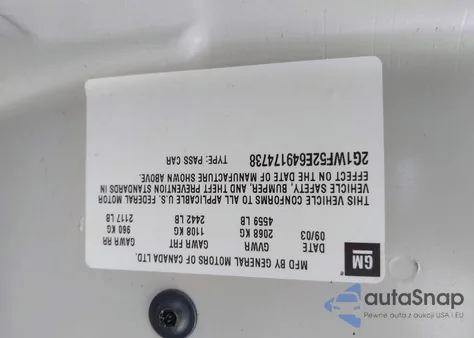 GM
MFD BY GENERAL MOTORS OF CANADA LTD.
DATE GVWR GAWR FRT GAWR RR
09/03 2068 KG 1108 KG 960 KG
4559 LB 2442 LB 2117 LB
THIS VEHICLE CONFORMS TO ALL APPLICABLE U.S. FEDERAL MOTOR
VEHICLE SAFETY, BUMPER, AND THEFT PREVENTION STANDARDS IN
EFFECT ON THE DATE OF MANUFACTURE SHOWN ABOVE.
2G1WF52E649174738 TYPE: PASS CAR
autoSnap
Pewne auta z aukcji USA i EU